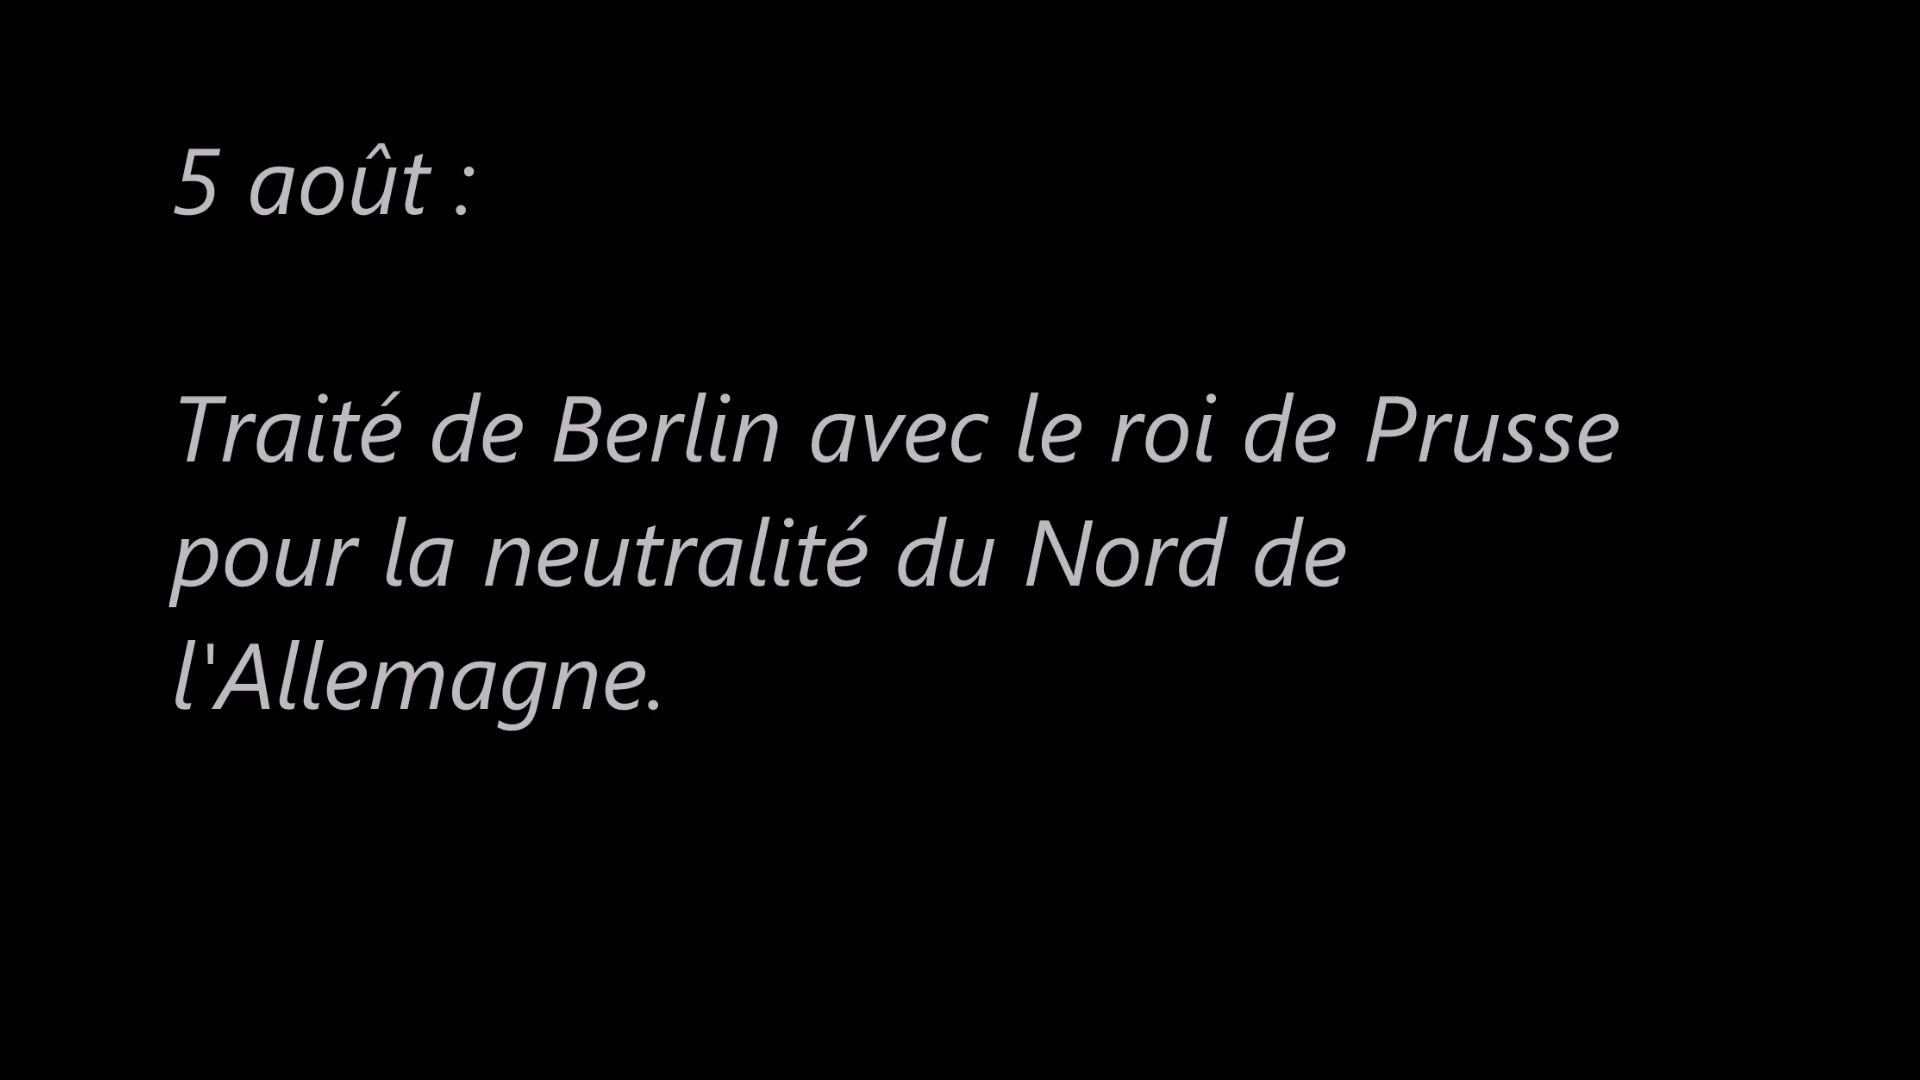 5 août :
Traité de Berlin avec le roi de Prusse
pour la neutralité du Nord de
l'Allemagne.